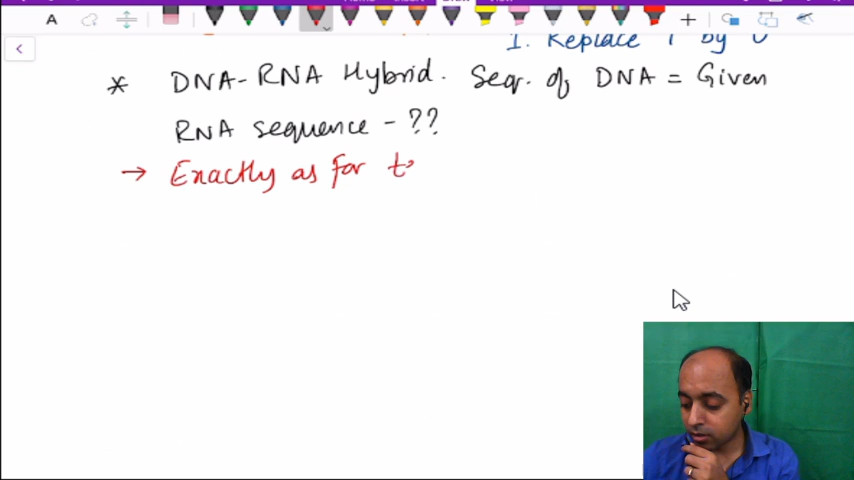 A
1. Replace T by U
* DNA-RNA Hybrid. Seq. of DNA = Given
RNA sequence - ??
→ Exactly as for t